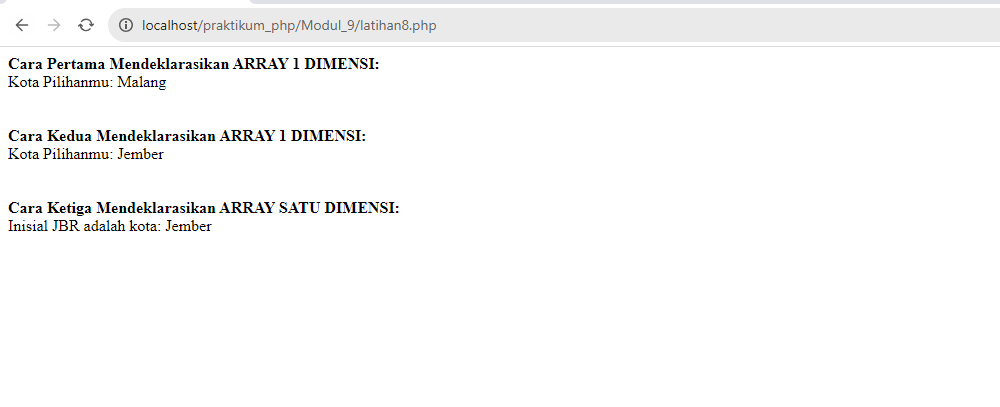 localhost/praktikum_php/Modul_9/latihan8.php
Cara Pertama Mendeklarasikan ARRAY 1 DIMENSI:
Kota Pilihanmu: Malang
Cara Kedua Mendeklarasikan ARRAY 1 DIMENSI:
Kota Pilihanmu: Jember
Cara Ketiga Mendeklarasikan ARRAY SATU DIMENSI:
Inisial JBR adalah kota: Jember